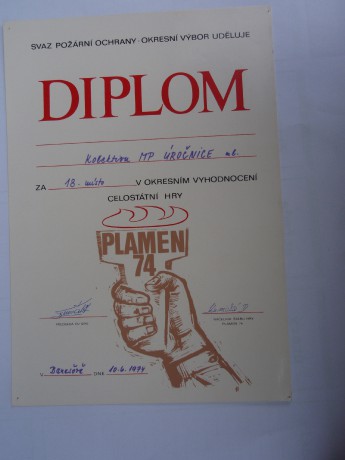 SVAZ POŽÁRNÍ OCHRANY · OKRESNÍ VÝBOR UDĚLUJE
DIPLOM
Kolektivu MP ÚROČNICE
ZA 18. místo V OKRESNÍM VYHODNOCENÍ
CELOSTÁTNÍ HRY
PLAMEN
74
V Benešově DNE 10.6.1974